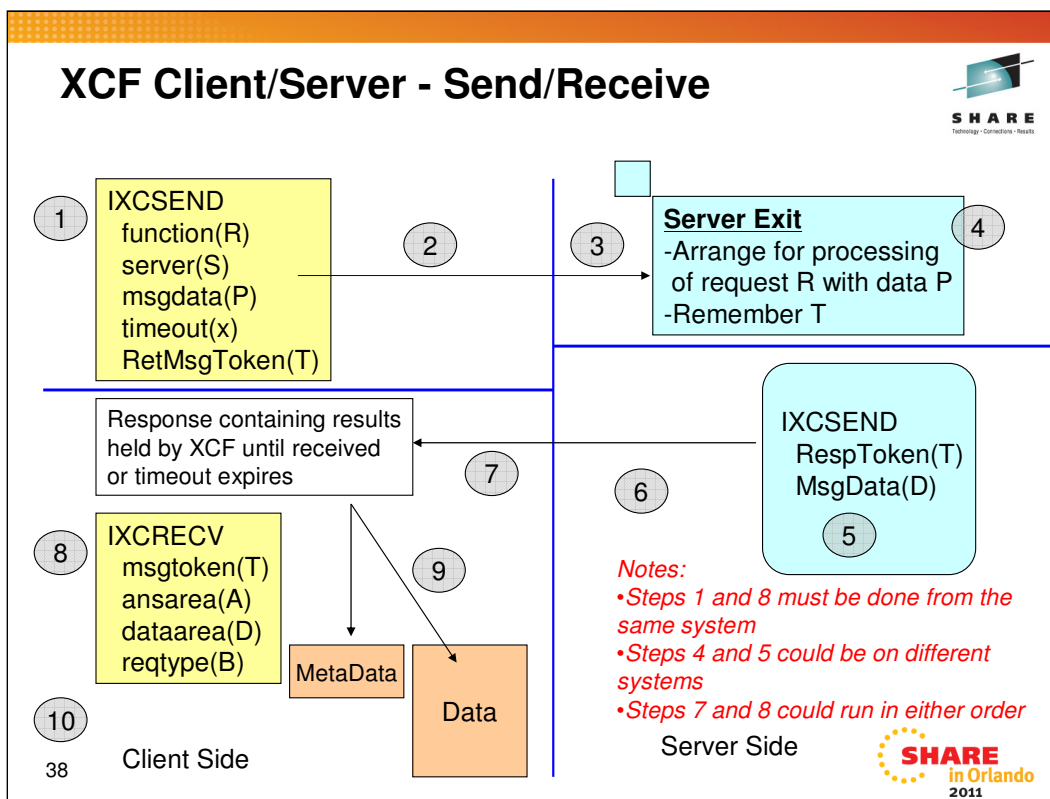 XCF Client/Server - Send/Receive
SHARE
Technology - Connections - Results
1
IXCSEND
function(R)
server(S)
msgdata(P)
timeout(x)
RetMsgToken(T)
2
3
Server Exit
-Arrange for processing
of request R with data P
-Remember T
4
Response containing results
held by XCF until received
or timeout expires
7
6
IXCSEND
RespToken(T)
MsgData(D)
5
8
IXCRECV
msgtoken(T)
ansarea(A)
dataarea(D)
reqtype(B)
9
MetaData
Data
Notes:
•Steps 1 and 8 must be done from the
same system
•Steps 4 and 5 could be on different
systems
•Steps 7 and 8 could run in either order
10
38
Client Side
Server Side
SHARE
in Orlando
2011